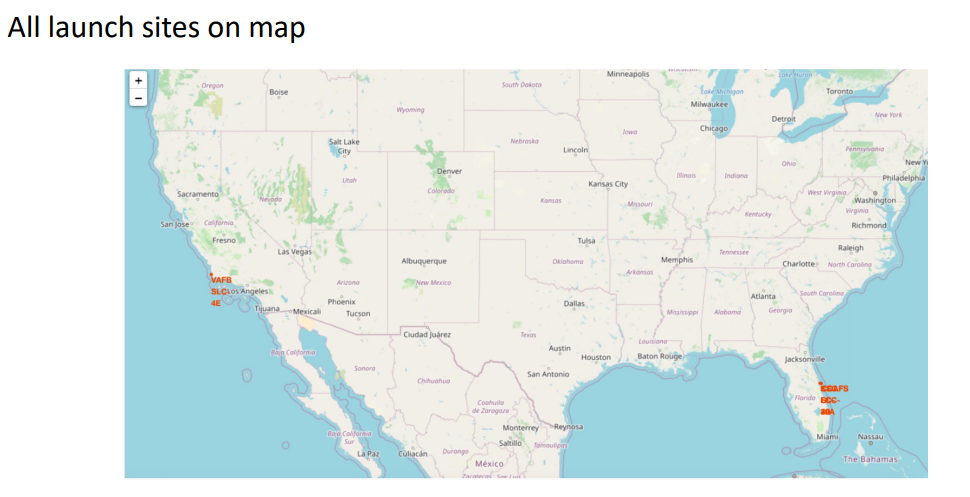 All launch sites on map
+
−
Minneapolis
Lake Huron
Oregon
Boise
South Dakota
Lake Michigan
Toronto
Milwaukee
Wyoming
Detroit
New York
Chicago
Iowa
Salt Lake
City
Nebraska
Lincoln
Pennsylvania
New Y
Ohio
Denver
Philadelphia
Utah
Colorado
Illinois
Indiana
Kansas City
Sacramento
Nevada
Kansas
Missouri
West Virginia
Washington
Virginia
San Jose
California
Kentucky
Richmond
Fresno
Tulsa
Las Vegas
Raleigh
Albuquerque
Oklahoma
Memphis
Tennessee
Charlotte
North Carolina
Arkansas
VAFB
SLC-
4E
Los Angeles
Arizona
New Mexico
South Carolina
Phoenix
Atlanta
Tijuana
Mexicali
Tucson
Dallas
Mississippi
Alabama
Georgia
Ciudad Juárez
Texas
Louisiana
Austin
Baja California
Houston
Baton Rouge
Jacksonville
Sonora
San Antonio
Chihuahua
Florida
Coahuila
de Zaragoza
Monterrey
Reynosa
Baja California
Sur
Saltillo
Tamaulipas
Miami
Nassau
La Paz
Culiacán
Durango
México
The Bahamas